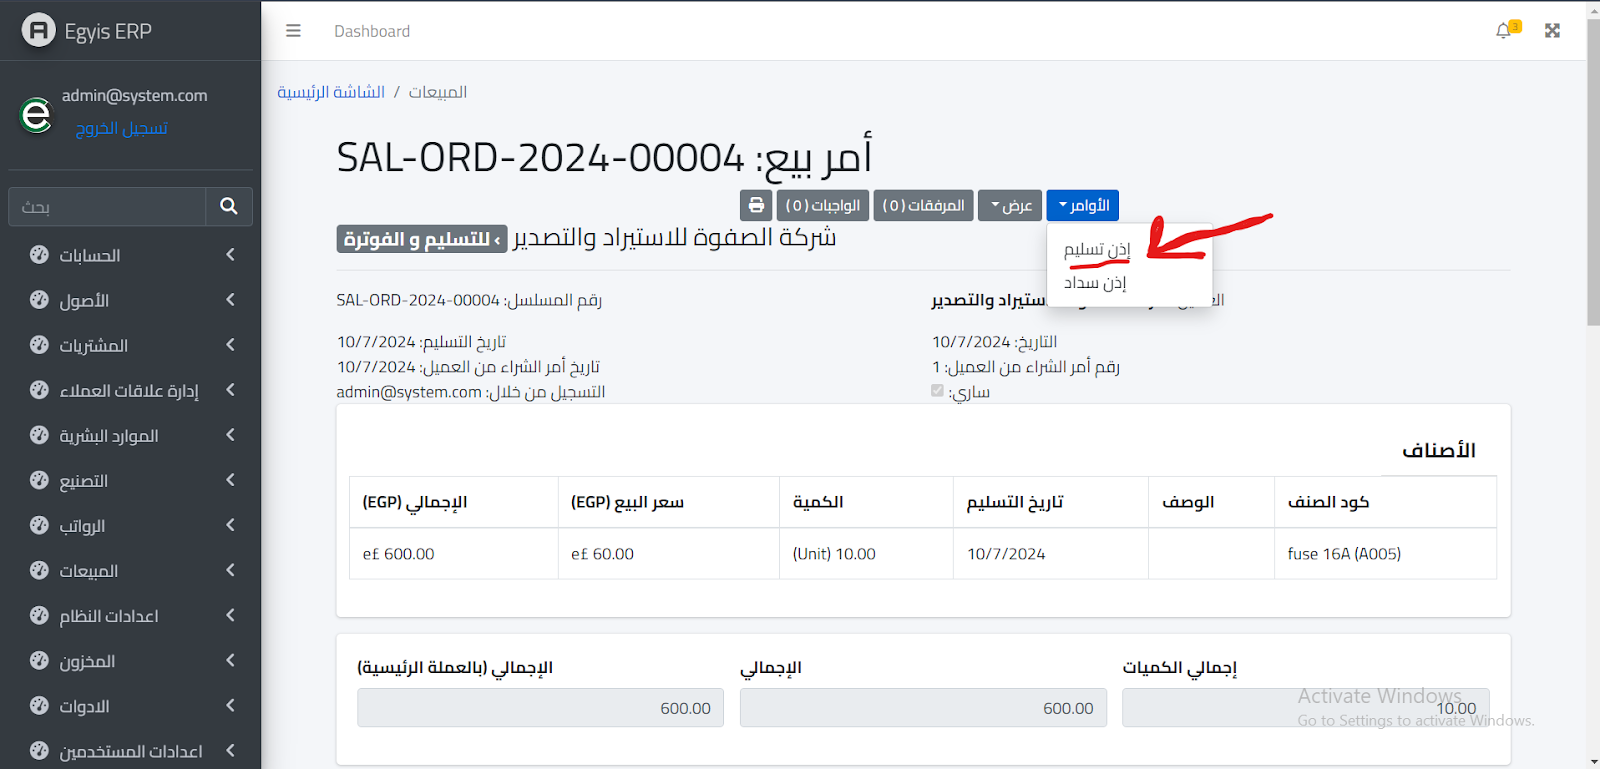 Egyis ERP
Dashboard
3
admin@system.com
تسجيل الخروج
بحث
الحسابات
الأصول
المشتريات
إدارة علاقات العملاء
الموارد البشرية
التصنيع
الرواتب
المبيعات
اعدادات النظام
المخزون
الادوات
اعدادات المستخدمين
الشاشة الرئيسية / المبيعات
أمر بيع: SAL-ORD-2024-00004
الأوامر
عرض
المرفقات ( 0 )
الواجبات ( 0 )
إذن تسليم
إذن سداد
شركة الصفوة للاستيراد والتصدير
للتسليم و الفوترة
ستيراد والتصدير
رقم المسلسل: SAL-ORD-2024-00004
التاريخ: 10/7/2024
تاريخ التسليم: 10/7/2024
رقم أمر الشراء من العميل: 1
تاريخ أمر الشراء من العميل: 10/7/2024
ساري:
التسجيل من خلال: admin@system.com
الأصناف
كود الصنف الوصف تاريخ التسليم الكمية سعر البيع (EGP) الإجمالي (EGP)
fuse 16A (A005) 10/7/2024 (Unit) 10.00 e£ 60.00 e£ 600.00
إجمالي الكميات الإجمالي الإجمالي (بالعملة الرئيسية)
10.00 600.00 600.00
Activate Windows
Go to Settings to activate Windows.